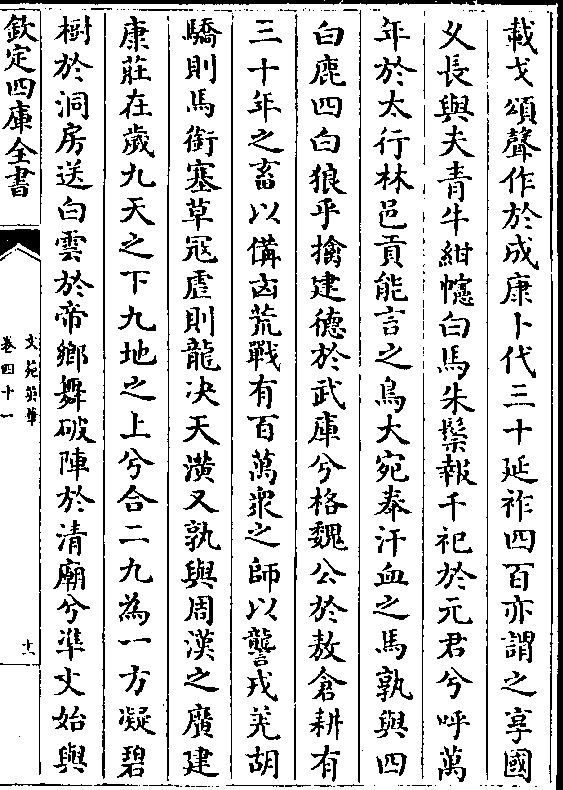 載戈頌聲作於成康卜代三十延祚四百亦謂之享國
乆長與夫青牛紺幰白馬朱鬃報千祀於元君兮呼萬
年於太行林邑貢能言之鳥大宛奉汗血之馬孰與四
白鹿四白狼乎擒建德於武庫兮格魏公於敖倉耕有
三十年之畜以備凶荒戰有百萬衆之師以讋戎羌胡
驕則馬銜塞草冦虐則龍決天潢又孰與周漢之廣建
康莊在歲九天之下九地之上兮合二九為一方凝碧
樹於洞房送白雲於帝鄉舞破陣於清廟兮準丈始與
欽定四庫全書
文苑英華
卷四十一
十一